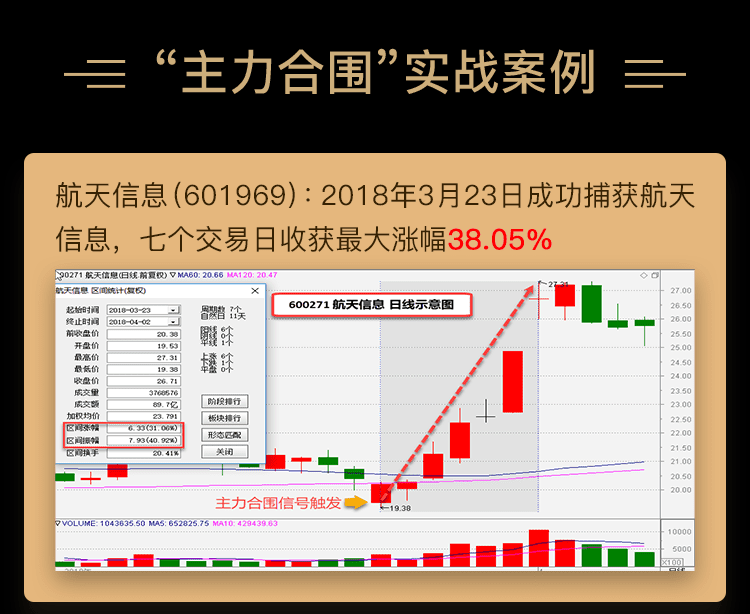 “主力合围”实战案例
航天信息(601969)：2018年3月23日成功捕获航天
信息，七个交易日收获最大涨幅38.05%
00271 航天信息(日线.前复权) MA60: 20.66 MA120: 20.47
航天信息 区间统计(复权)
起始时间 2018-03-23 周期数 7个
终止时间 2018-04-02 自然日 11天
前收盘价 20.38 阳线 6个
开盘价 19.53 阴线 0个
最高价 27.31 平线 1个
最低价 19.38 上涨 6个
收盘价 26.71 下跌 1个
成交量 3768576 平盘 0个
成交额 89.7亿
加权均价 23.791
区间涨幅 6.33(31.06%)
区间振幅 7.93(40.92%)
区间换手 20.41%
阶段排行
板块排行
形态匹配
关闭
600271 航天信息 日线示意图
27.31
主力合围信号触发
19.38
27.00
26.50
26.00
25.50
24.50
24.00
23.50
23.00
22.50
22.00
21.50
21.00
20.50
20.00
VOLUME: 1043635.50 MA5: 652825.75 MA10: 429439.63
10000
5000
X100
日线